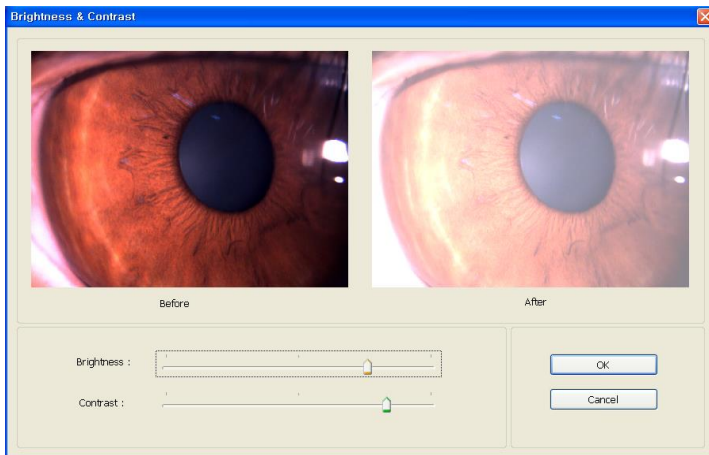 Brightness & Contrast
Before
After
Brightness :
Contrast :
OK
Cancel